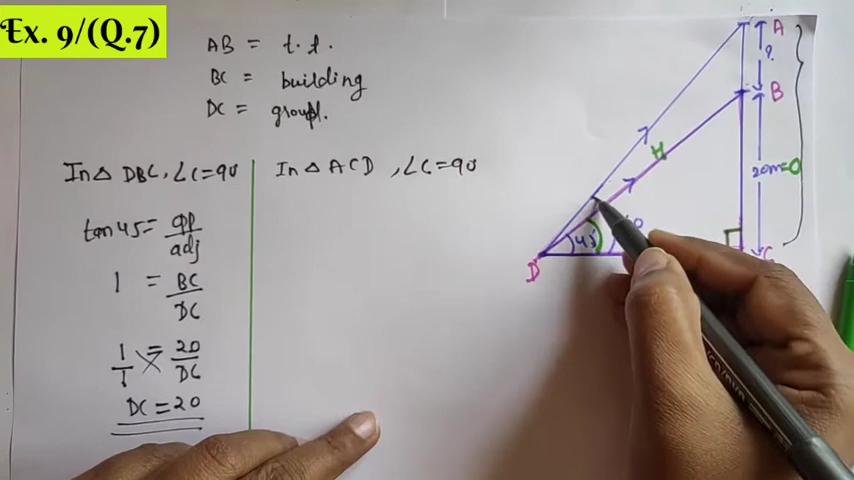 Ex. 9/(Q.7)
AB = t.t.
BC = building
DC = ground.
In △ DBC, ∠C=90
tan 45 = opp/adj
1 = BC/DC
1/1 = 20/DC
DC = 20
In △ ACD, ∠C=90
A
?
B
H
20m=O
45°
D
C